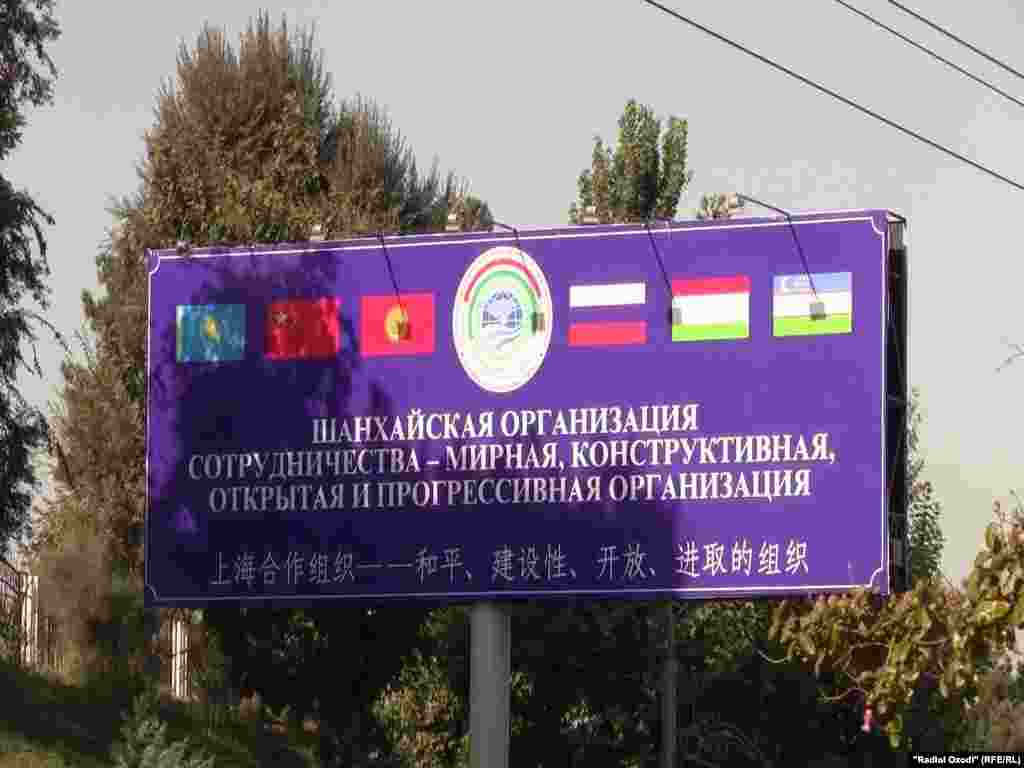 ШАНХАЙСКАЯ ОРГАНИЗАЦИЯ
СОТРУДНИЧЕСТВА – МИРНАЯ, КОНСТРУКТИВНАЯ,
ОТКРЫТАЯ И ПРОГРЕССИВНАЯ ОРГАНИЗАЦИЯ
上海合作组织——和平、建设性、开放、进取的组织
"Radioi Ozodi" (RFE/RL)